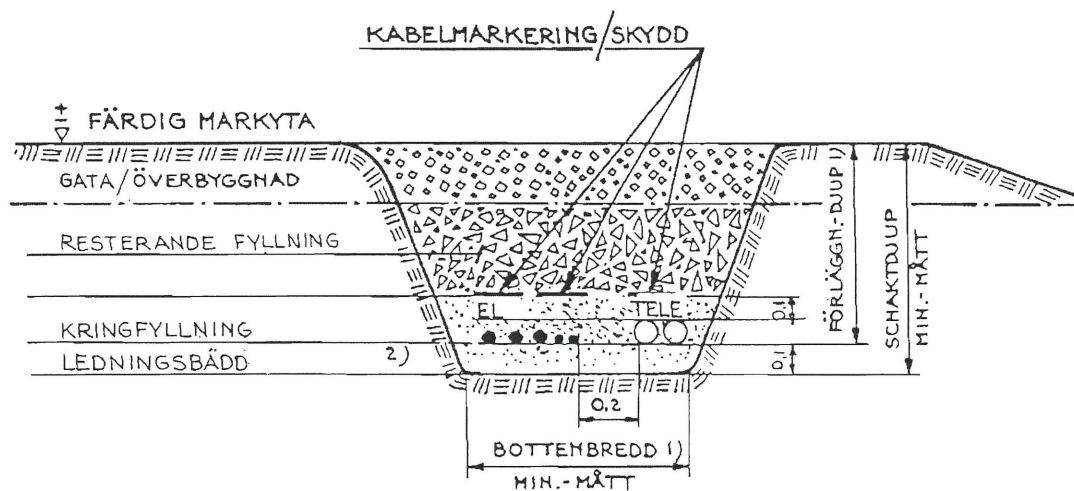 KABELMARKERING/SKYDD
± FÄRDIG MARKYTA
GATA/ÖVERBYGGNAD
RESTERANDE FYLLNING
EL
TELE
KRINGFYLLNING
LEDNINGSBÄDD
2)
0.1
0.1
FÖRLÄGGN.-DJUP 1)
SCHAKTDJUP
MIN.-MÅTT
0.2
BOTTENBREDD 1)
MIN.-MÅTT